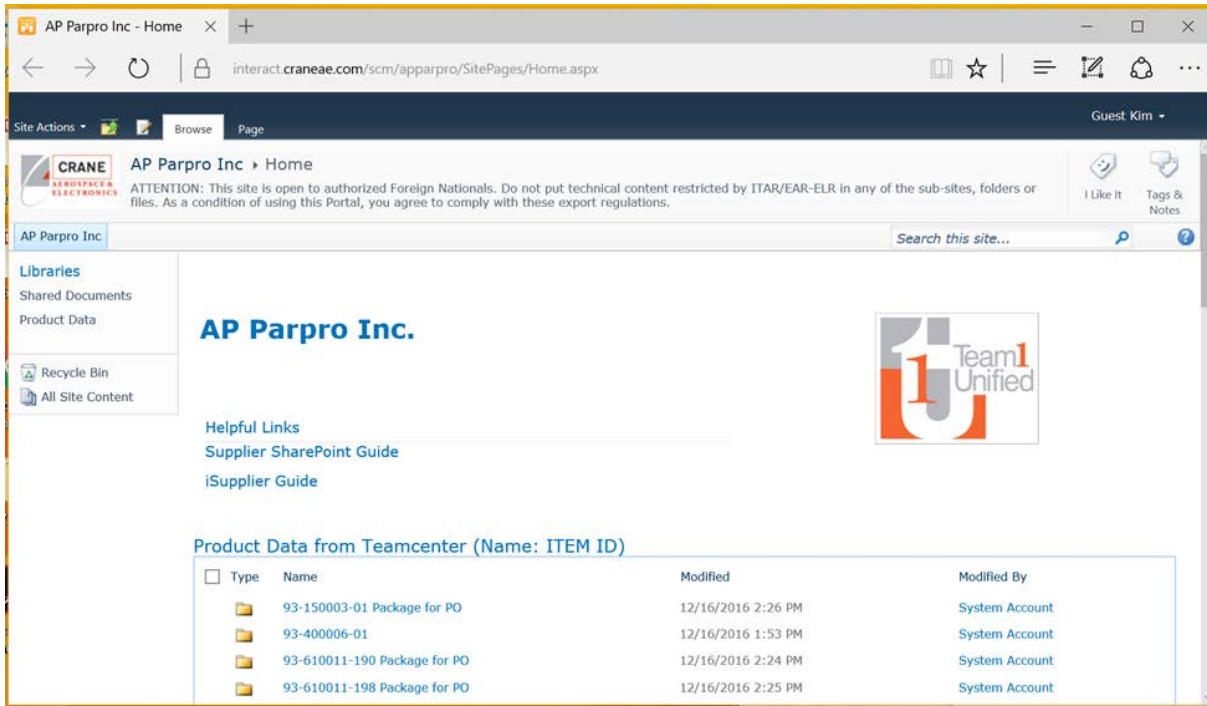 AP Parpro Inc - Home
interact.craneae.com/scm/apparpro/SitePages/Home.aspx
Site Actions
Browse
Page
Guest Kim
CRANE
AEROSPACE &
ELECTRONICS
AP Parpro Inc ▸ Home
ATTENTION: This site is open to authorized Foreign Nationals. Do not put technical content restricted by ITAR/EAR-ELR in any of the sub-sites, folders or
files. As a condition of using this Portal, you agree to comply with these export regulations.
I Like It
Tags &
Notes
AP Parpro Inc
Search this site...
Libraries
Shared Documents
Product Data
Recycle Bin
All Site Content
AP Parpro Inc.
1
Team1
Unified
Helpful Links
Supplier SharePoint Guide
iSupplier Guide
Product Data from Teamcenter (Name: ITEM ID)
Type Name Modified Modified By
93-150003-01 Package for PO 12/16/2016 2:26 PM System Account
93-400006-01 12/16/2016 1:53 PM System Account
93-610011-190 Package for PO 12/16/2016 2:24 PM System Account
93-610011-198 Package for PO 12/16/2016 2:25 PM System Account